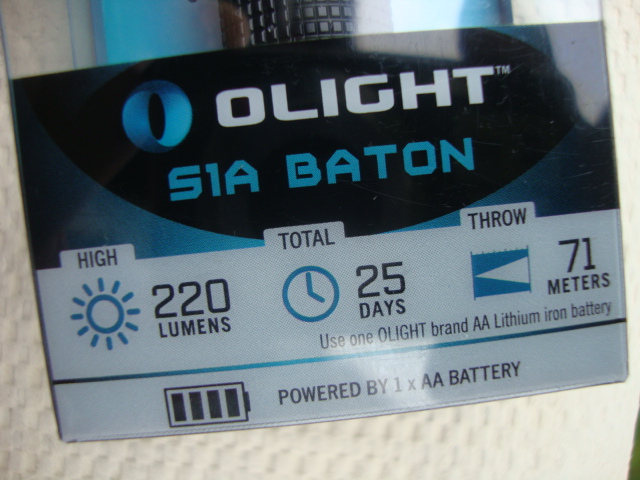 OLIGHT™
S1A BATON
HIGH
220
LUMENS
TOTAL
25
DAYS
THROW
71
METERS
Use one OLIGHT brand AA Lithium iron battery
POWERED BY 1 x AA BATTERY